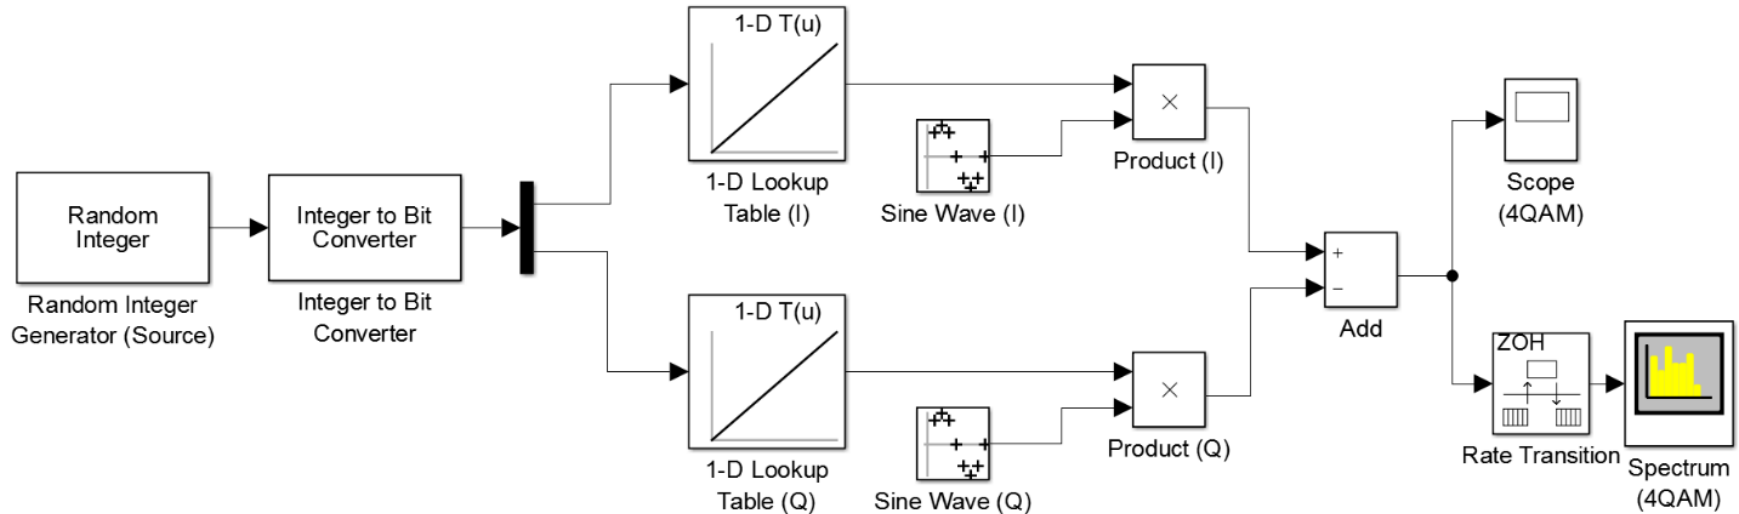 1-D T(u)
1-D Lookup
Table (I)
Sine Wave (I)
×
Product (I)
Random
Integer
Random Integer
Generator (Source)
Integer to Bit
Converter
Integer to Bit
Converter
1-D T(u)
1-D Lookup
Table (Q)
Sine Wave (Q)
×
Product (Q)
+
−
Add
Scope
(4QAM)
ZOH
Rate Transition
Spectrum
(4QAM)